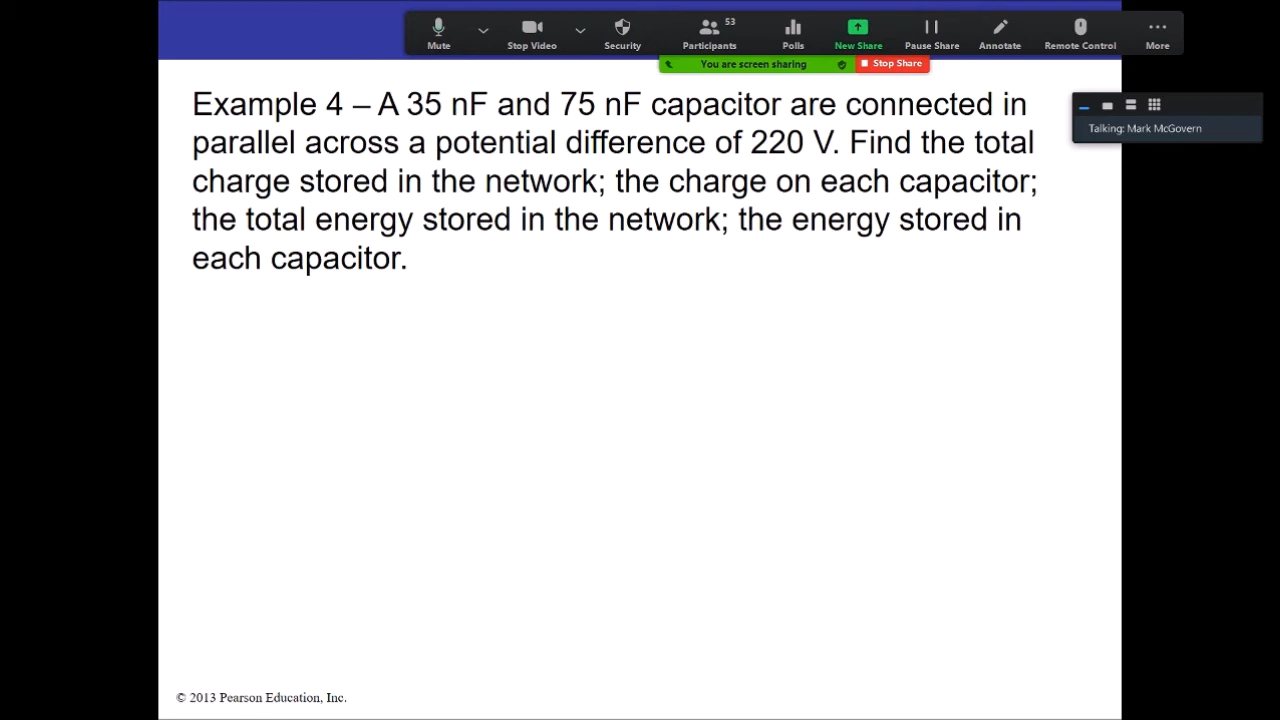 53
Mute
Stop Video
Security
Participants
Polls
New Share
Pause Share
Annotate
Remote Control
More
You are screen sharing
Stop Share
Talking: Mark McGovern
Example 4 – A 35 nF and 75 nF capacitor are connected in
parallel across a potential difference of 220 V. Find the total
charge stored in the network; the charge on each capacitor;
the total energy stored in the network; the energy stored in
each capacitor.
© 2013 Pearson Education, Inc.